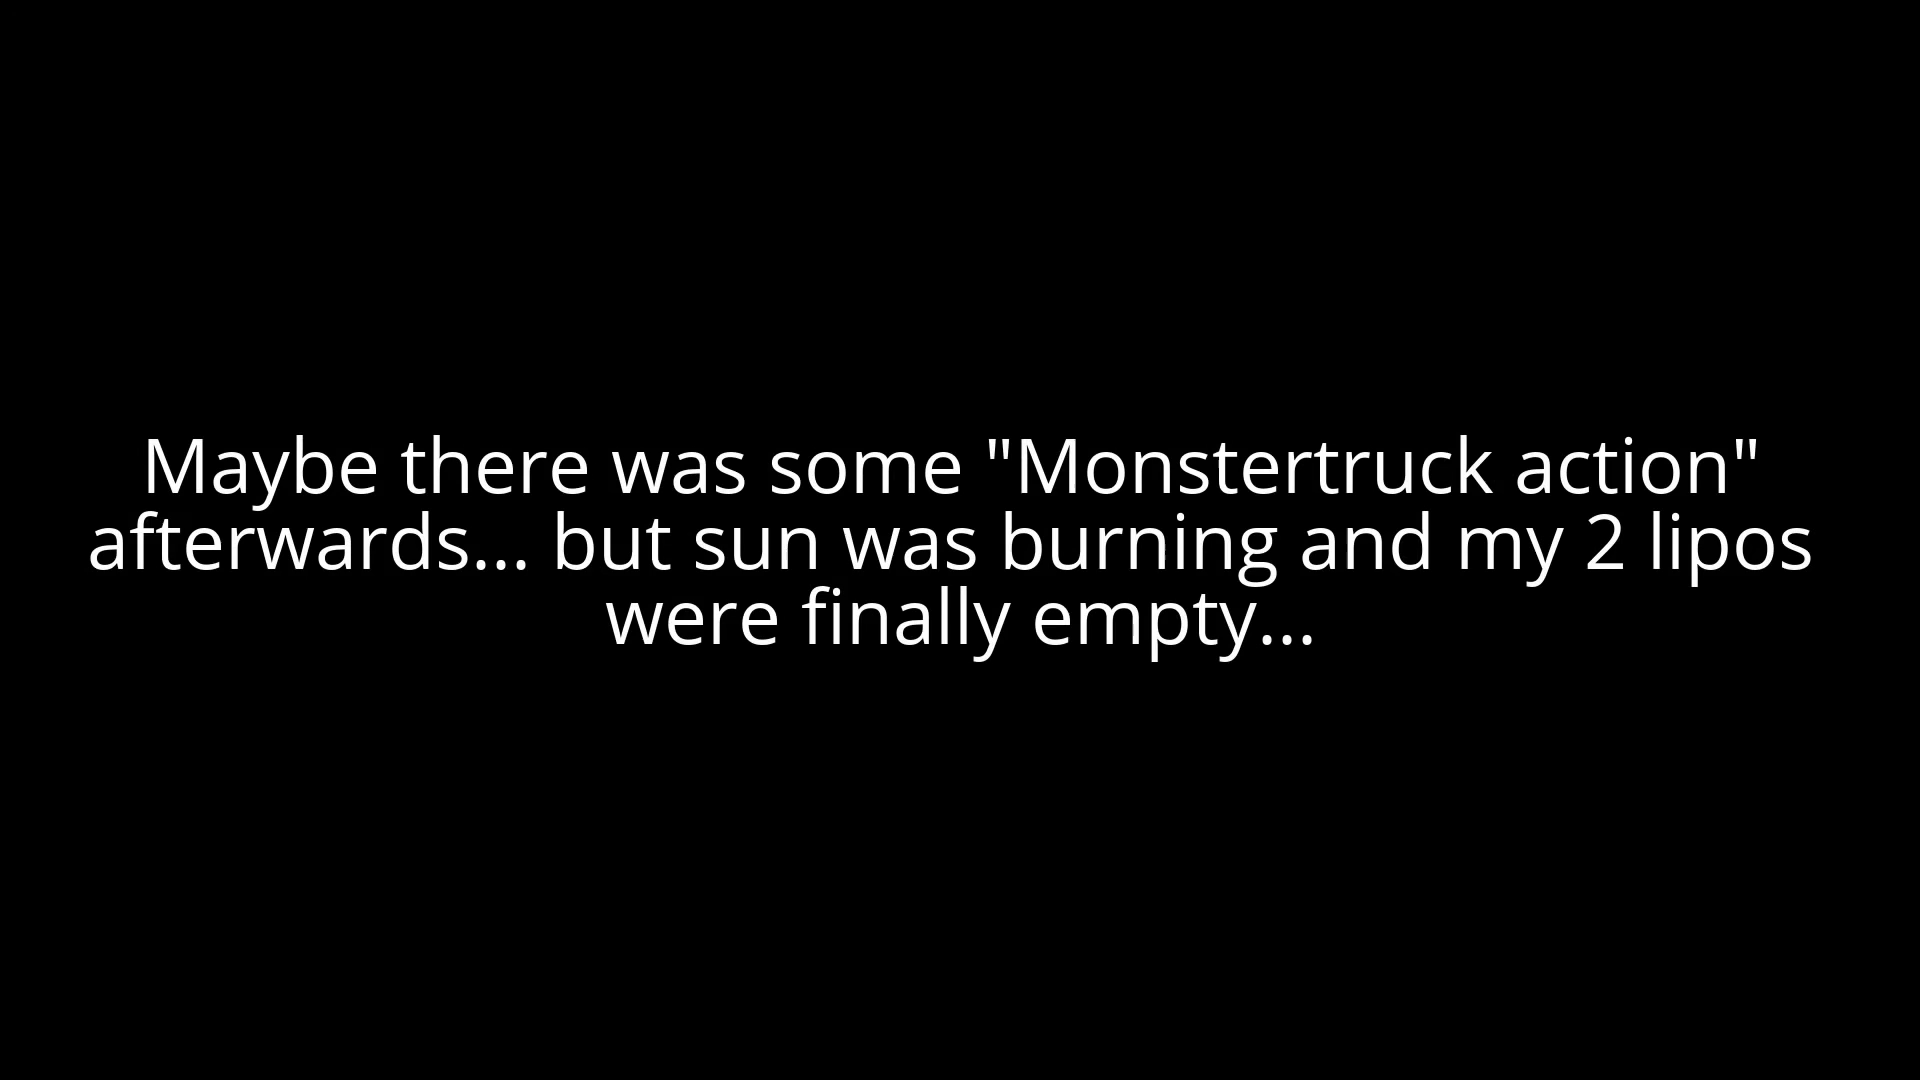 Maybe there was some "Monstertruck action"
afterwards... but sun was burning and my 2 lipos
were finally empty...